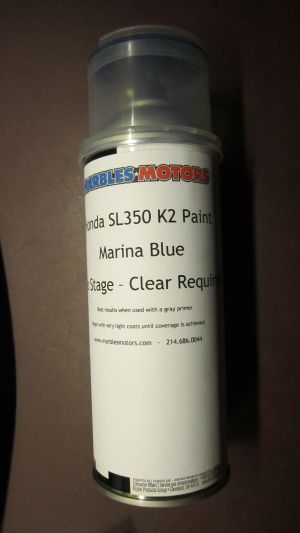 MARBLES MOTORS
Honda SL350 K2 Paint
Marina Blue
Stage - Clear Requir
Best results when used with a gray primer
Begin with very light coats until coverage is achieved
www.marblesmotors.com - 214.686.0044